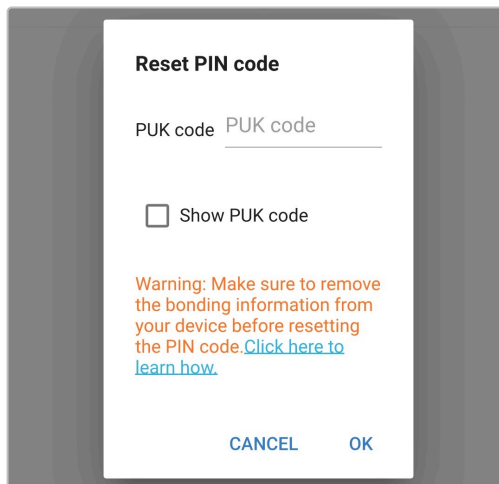 Reset PIN code
PUK code PUK code
Show PUK code
Warning: Make sure to remove
the bonding information from
your device before resetting
the PIN code.Click here to
learn how.
CANCEL OK